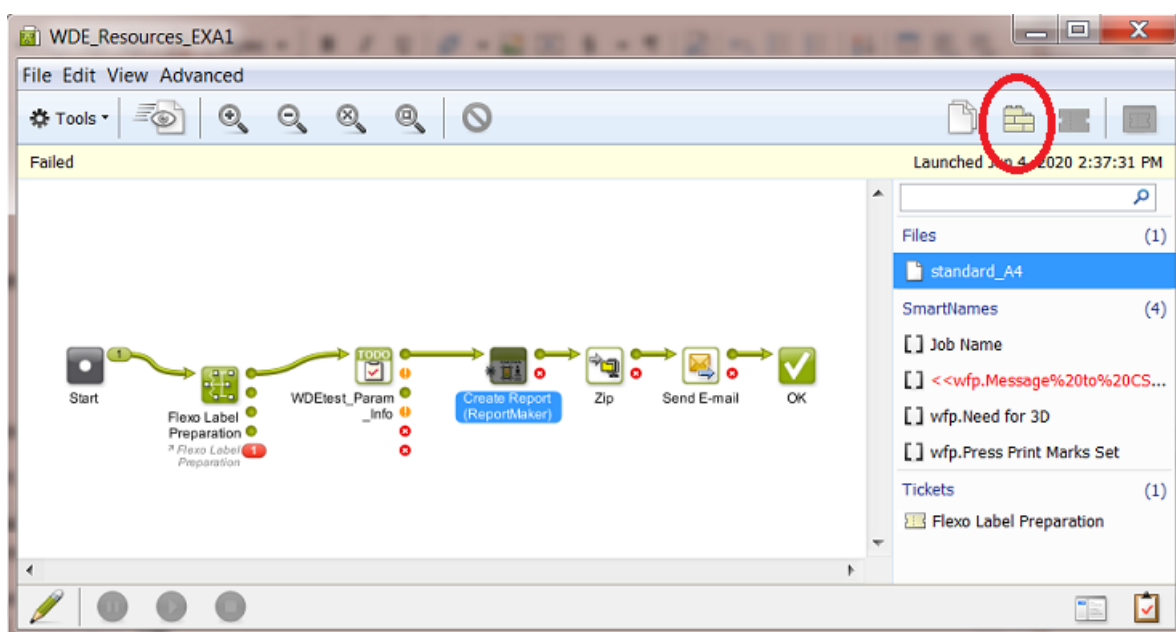 WDE_Resources_EXA1
File Edit View Advanced
Tools
Failed
Launched Jun 4, 2020 2:37:31 PM
Files (1)
standard_A4
SmartNames (4)
[ ] Job Name
[ ] <<wfp.Message%20to%20CS...
[ ] wfp.Need for 3D
[ ] wfp.Press Print Marks Set
Tickets (1)
Flexo Label Preparation
1
TODO
Start
Flexo Label
Preparation
Flexo Label
Preparation
1
WDEtest_Param
_Info
Create Report
(ReportMaker)
Zip
Send E-mail
OK